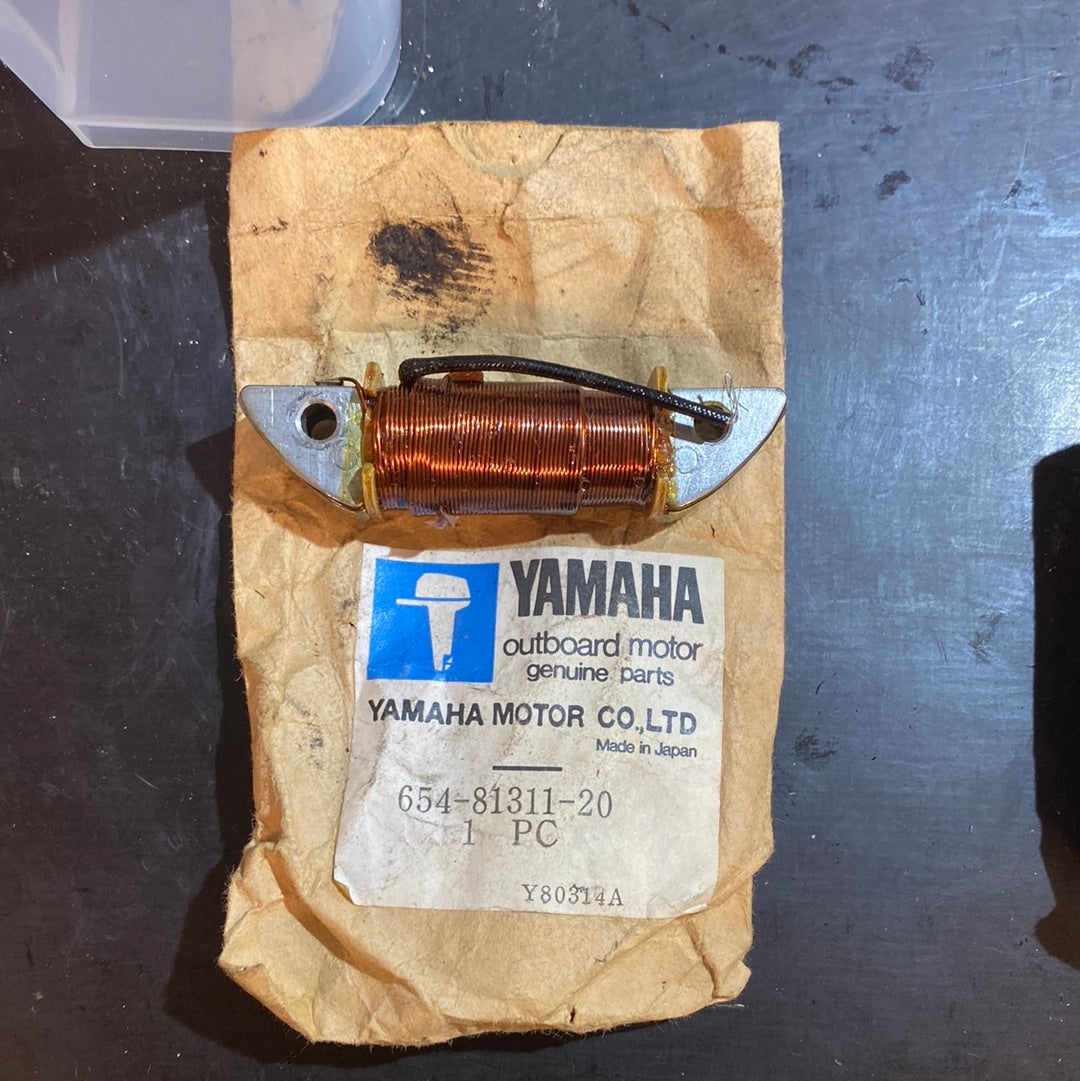 YAMAHA
outboard motor
genuine parts
YAMAHA MOTOR CO.,LTD
Made in Japan
654-81311-20
1 PC
Y80314A